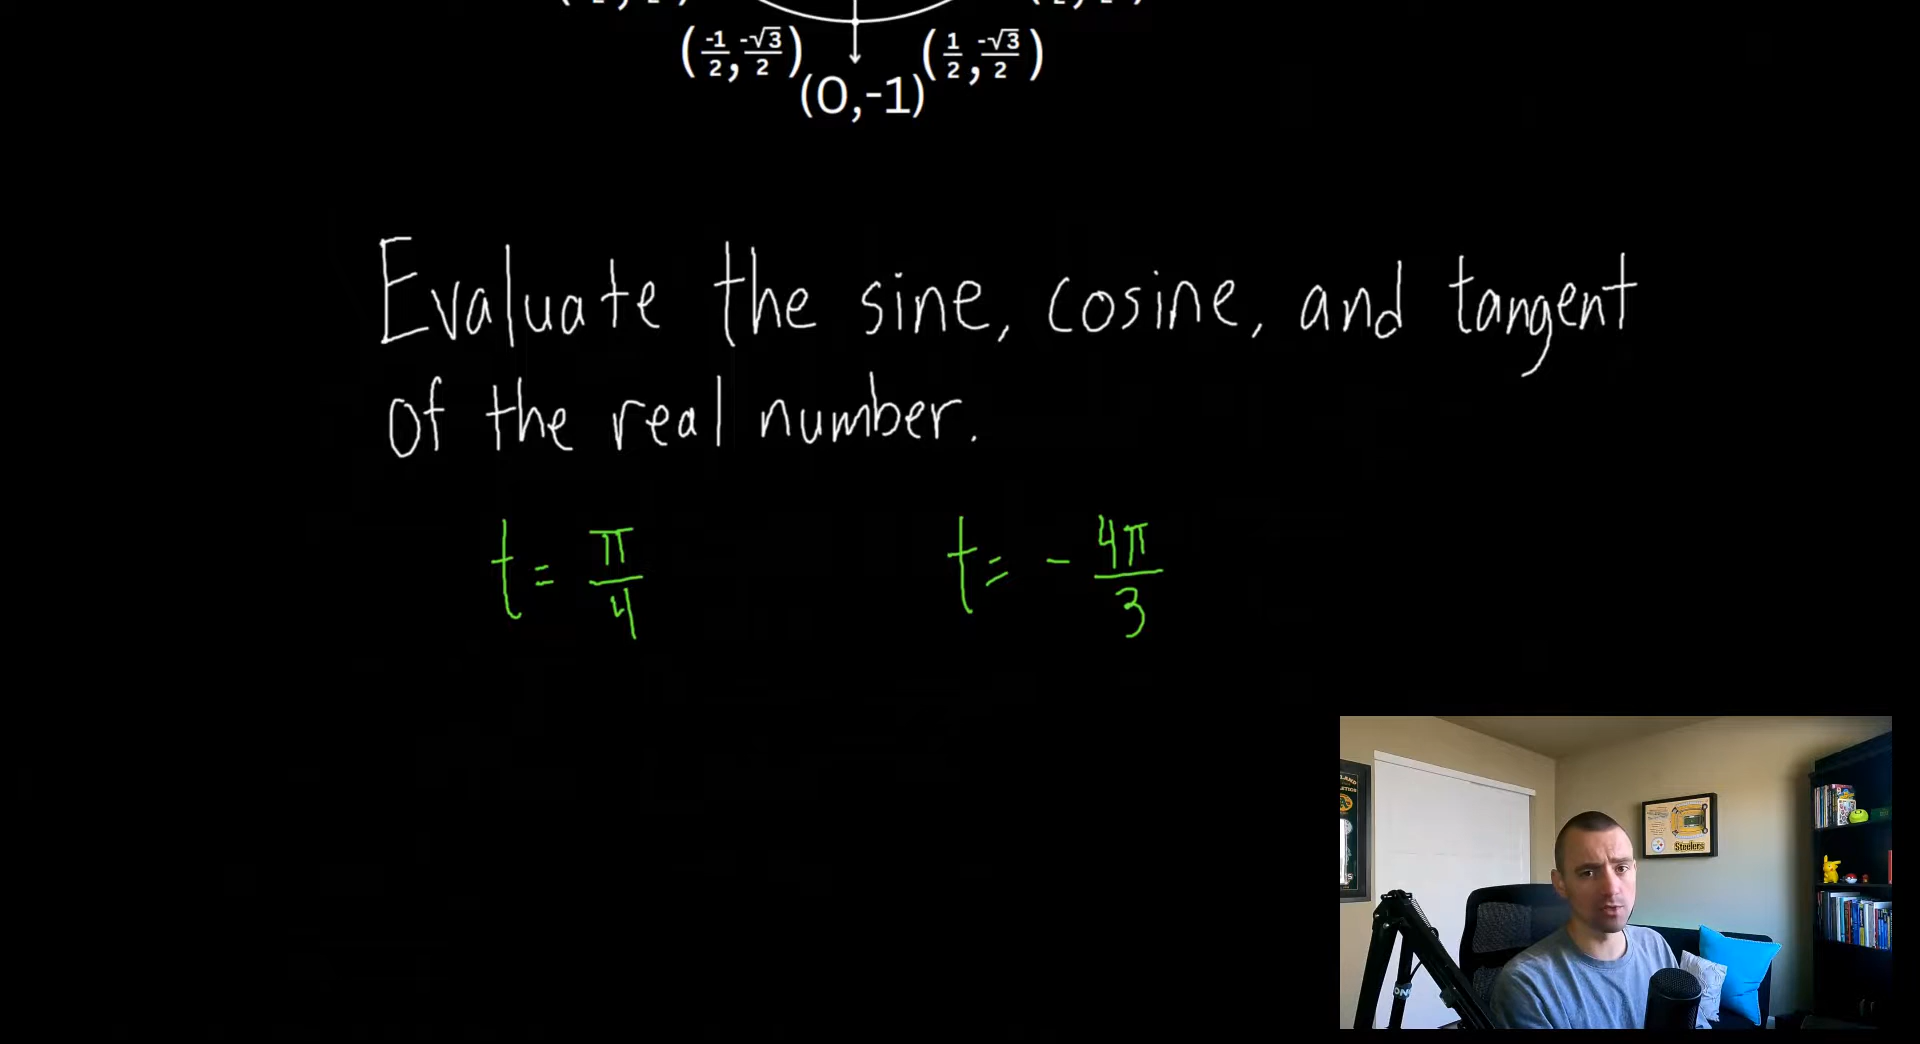 (-1/2, -√3/2) (1/2, -√3/2)
(0,-1)
Evaluate the sine, cosine, and tangent
of the real number.
t = π/4 t = - 4π/3
Steelers